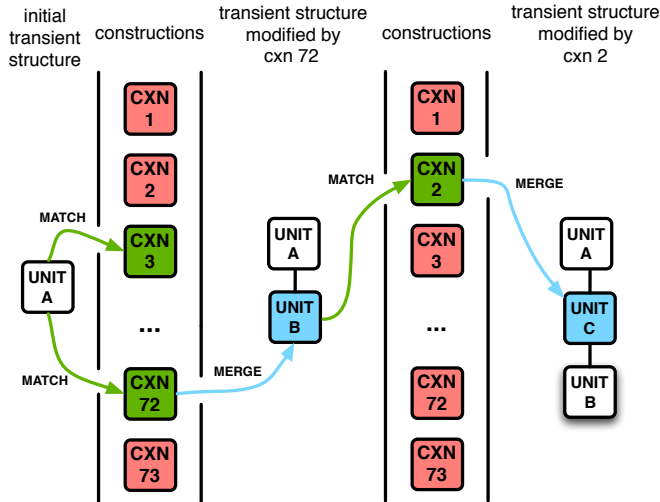 initial
transient
structure
constructions
transient structure
modified by
cxn 72
constructions
transient structure
modified by
cxn 2
CXN
1
CXN
2
MATCH
CXN
3
UNIT
A
...
MATCH
CXN
72
CXN
73
MERGE
UNIT
A
UNIT
B
MATCH
CXN
1
CXN
2
CXN
3
...
CXN
72
CXN
73
MERGE
UNIT
A
UNIT
C
UNIT
B